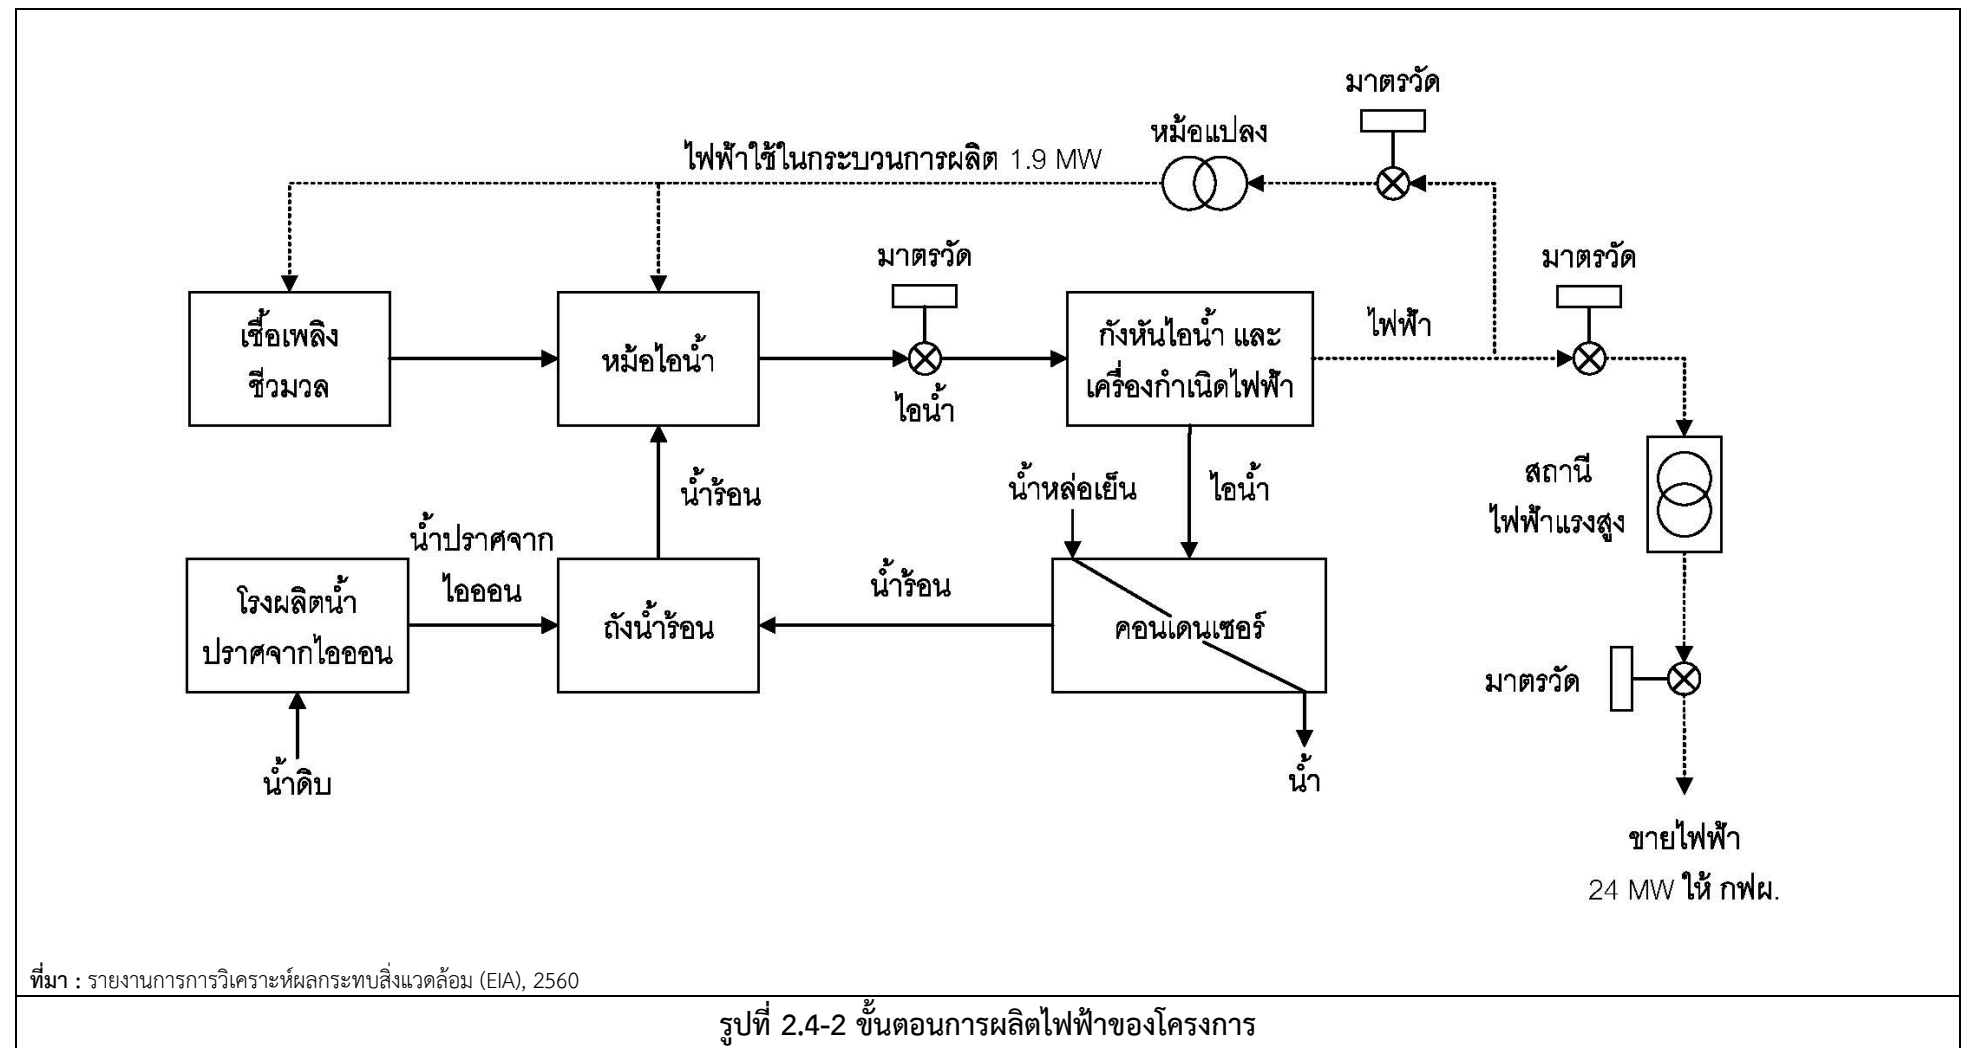 มาตรวัด
หม้อแปลง
ไฟฟ้าใช้ในกระบวนการผลิต 1.9 MW
มาตรวัด
มาตรวัด
เชื้อเพลิง
ชีวมวล
หม้อไอน้ำ
ไอน้ำ
กังหันไอน้ำ และ
เครื่องกำเนิดไฟฟ้า
ไฟฟ้า
น้ำร้อน
น้ำหล่อเย็น
ไอน้ำ
สถานี
ไฟฟ้าแรงสูง
น้ำปราศจาก
ไอออน
โรงผลิตน้ำ
ปราศจากไอออน
ถังน้ำร้อน
น้ำร้อน
คอนเดนเซอร์
มาตรวัด
น้ำดิบ
น้ำ
ขายไฟฟ้า
24 MW ให้ กฟผ.
ที่มา : รายงานการการวิเคราะห์ผลกระทบสิ่งแวดล้อม (EIA), 2560
รูปที่ 2.4-2 ขั้นตอนการผลิตไฟฟ้าของโครงการ